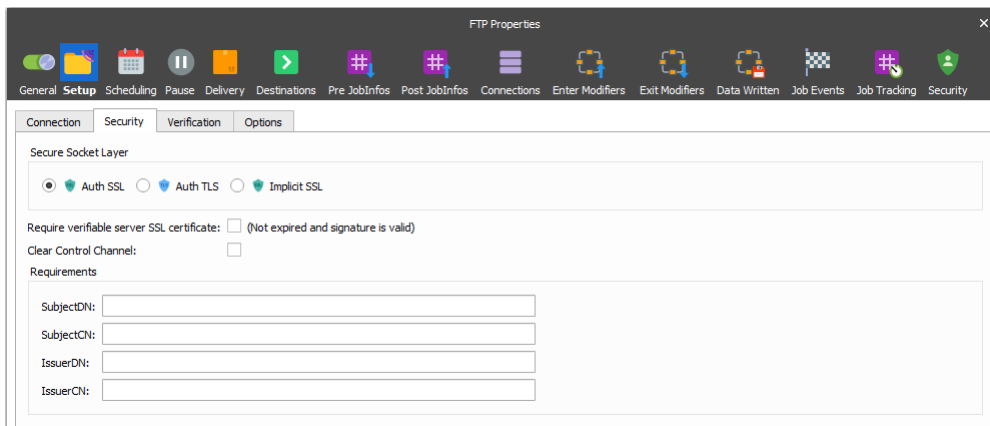 FTP Properties
General Setup Scheduling Pause Delivery Destinations Pre JobInfos Post JobInfos Connections Enter Modifiers Exit Modifiers Data Written Job Events Job Tracking Security
Connection Security Verification Options
Secure Socket Layer
Auth SSL Auth TLS Implicit SSL
Require verifiable server SSL certificate: (Not expired and signature is valid)
Clear Control Channel:
Requirements
SubjectDN:
SubjectCN:
IssuerDN:
IssuerCN: